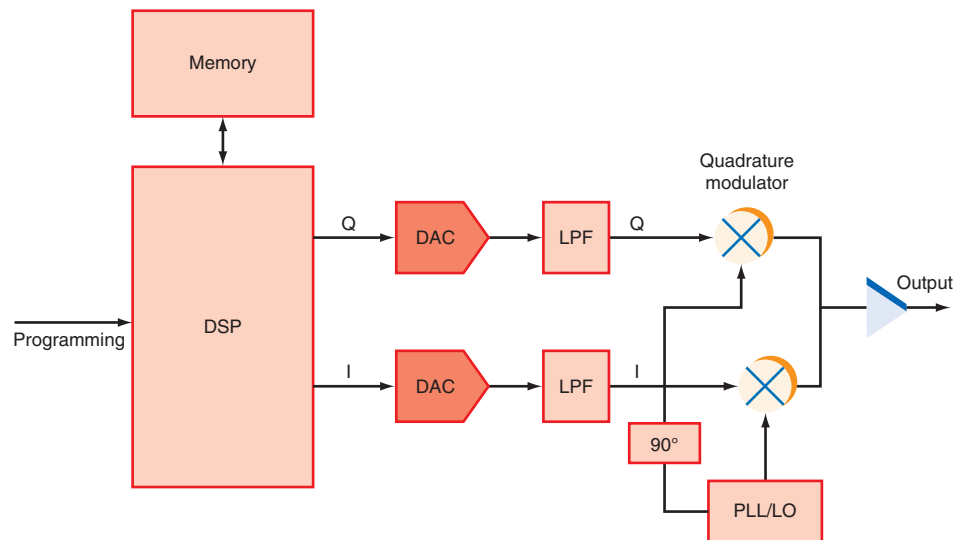 Memory
Quadrature
modulator
Q
DAC
LPF
Q
Output
Programming
DSP
I
DAC
LPF
I
90°
PLL/LO